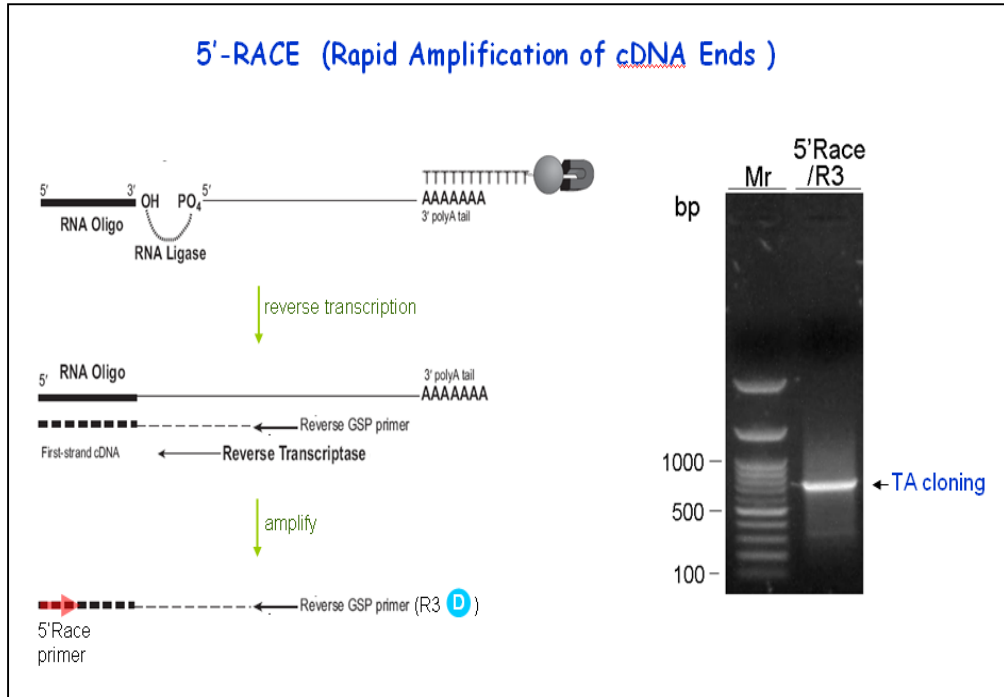 5'-RACE (Rapid Amplification of cDNA Ends )
5' 3' OH PO4 5'
AAAAAAA
3' polyA tail
RNA Oligo
RNA Ligase
TTTTTTTTTTT
reverse transcription
5' RNA Oligo
3' polyA tail
AAAAAAA
Reverse GSP primer
First-strand cDNA
Reverse Transcriptase
amplify
Reverse GSP primer (R3 D )
5'Race
primer
5'Race
Mr /R3
bp
1000
TA cloning
500
100